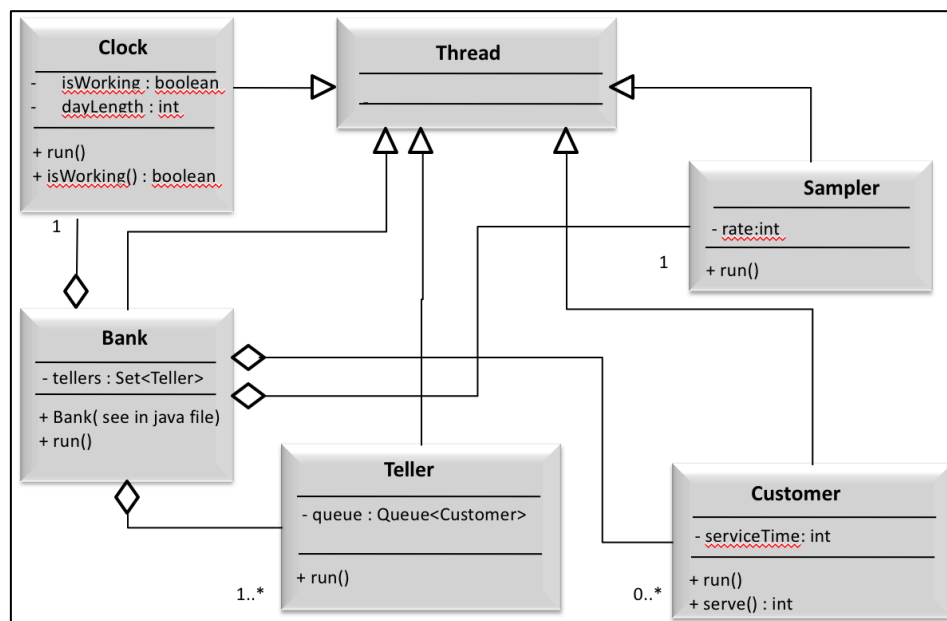 Clock
- isWorking : boolean
- dayLength : int
+ run()
+ isWorking() : boolean
Thread
-
Sampler
- rate:int
+ run()
1
1
Bank
- tellers : Set<Teller>
+ Bank( see in java file)
+ run()
Teller
- queue : Queue<Customer>
+ run()
1..*
Customer
- serviceTime: int
+ run()
+ serve() : int
0..*